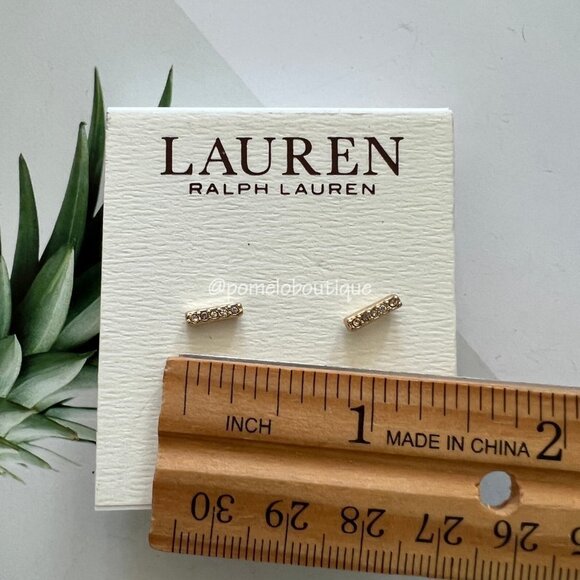 LAUREN
RALPH LAUREN
@pomeloboutique
INCH 1 MADE IN CHINA 2
30 29 28 27 26